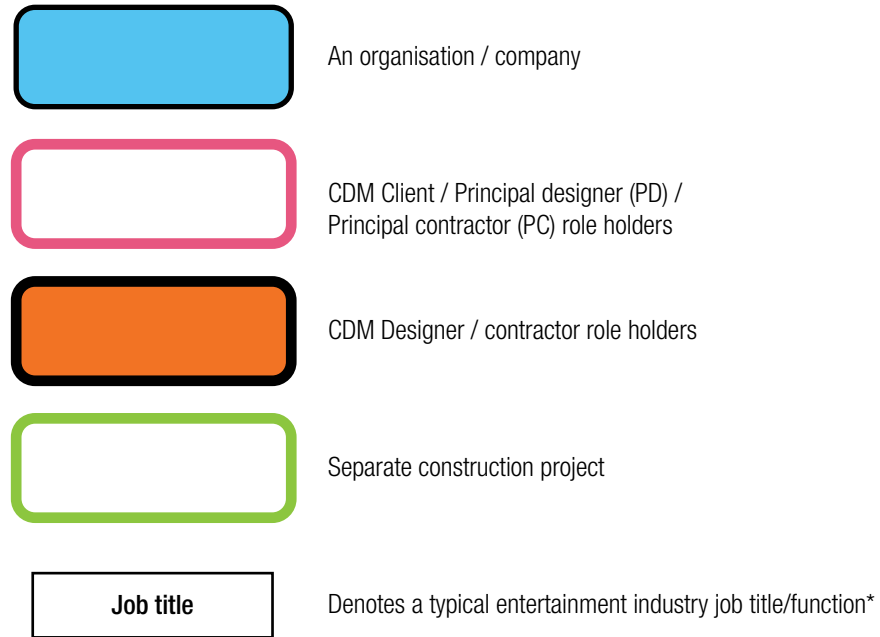 An organisation / company
CDM Client / Principal designer (PD) /
Principal contractor (PC) role holders
CDM Designer / contractor role holders
Separate construction project
Job title
Denotes a typical entertainment industry job title/function*